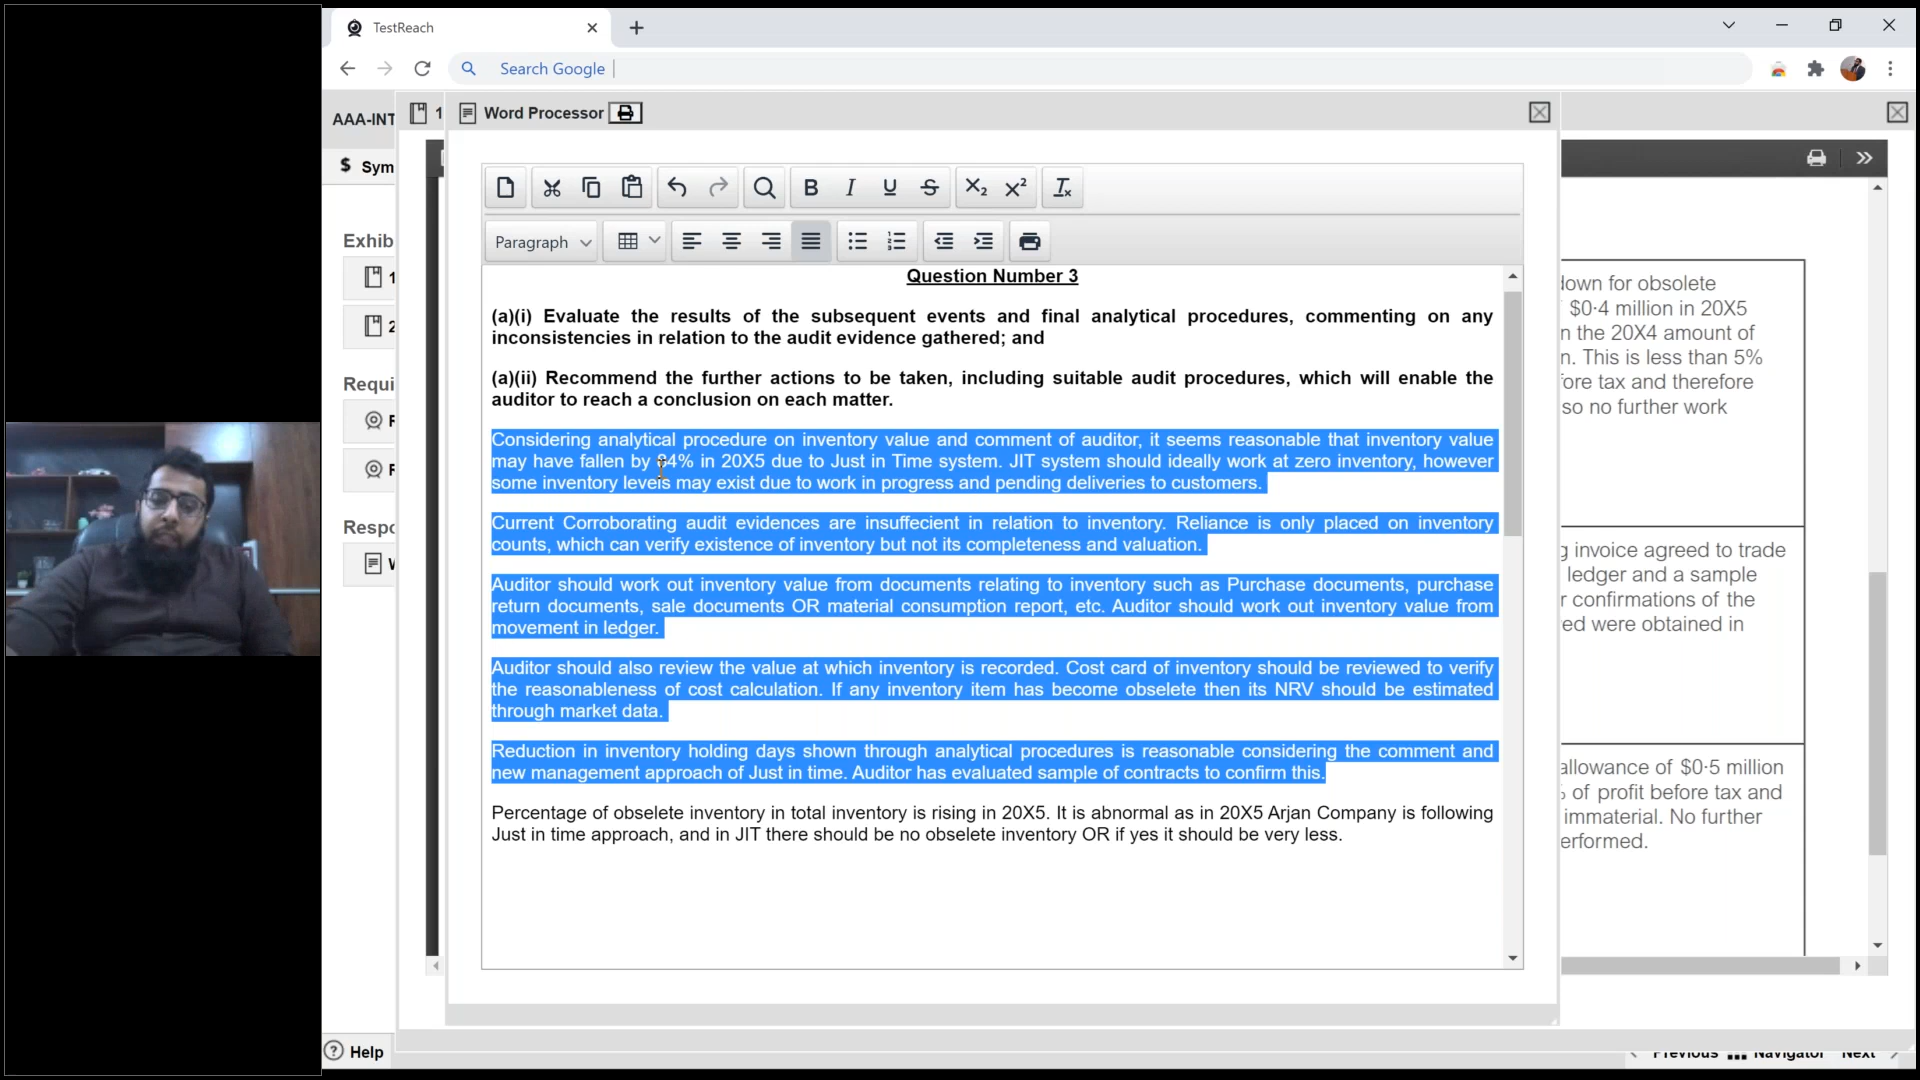 TestReach
Search Google
AAA-INT
1
Word Processor
$ Sym
Paragraph
Exhib
1
2
Requi
Respo
Question Number 3
(a)(i) Evaluate the results of the subsequent events and final analytical procedures, commenting on any
inconsistencies in relation to the audit evidence gathered; and
(a)(ii) Recommend the further actions to be taken, including suitable audit procedures, which will enable the
auditor to reach a conclusion on each matter.
Considering analytical procedure on inventory value and comment of auditor, it seems reasonable that inventory value
may have fallen by 4% in 20X5 due to Just in Time system. JIT system should ideally work at zero inventory, however
some inventory levels may exist due to work in progress and pending deliveries to customers.
Current Corroborating audit evidences are insuffecient in relation to inventory. Reliance is only placed on inventory
counts, which can verify existence of inventory but not its completeness and valuation.
Auditor should work out inventory value from documents relating to inventory such as Purchase documents, purchase
return documents, sale documents OR material consumption report, etc. Auditor should work out inventory value from
movement in ledger.
Auditor should also review the value at which inventory is recorded. Cost card of inventory should be reviewed to verify
the reasonableness of cost calculation. If any inventory item has become obselete then its NRV should be estimated
through market data.
Reduction in inventory holding days shown through analytical procedures is reasonable considering the comment and
new management approach of Just in time. Auditor has evaluated sample of contracts to confirm this.
Percentage of obselete inventory in total inventory is rising in 20X5. It is abnormal as in 20X5 Arjan Company is following
Just in time approach, and in JIT there should be no obselete inventory OR if yes it should be very less.
down for obsolete
$0·4 million in 20X5
n the 20X4 amount of
n. This is less than 5%
fore tax and therefore
so no further work
g invoice agreed to trade
ledger and a sample
r confirmations of the
ed were obtained in
allowance of $0·5 million
of profit before tax and
immaterial. No further
erformed.
Help
Previous
Navigator
Next